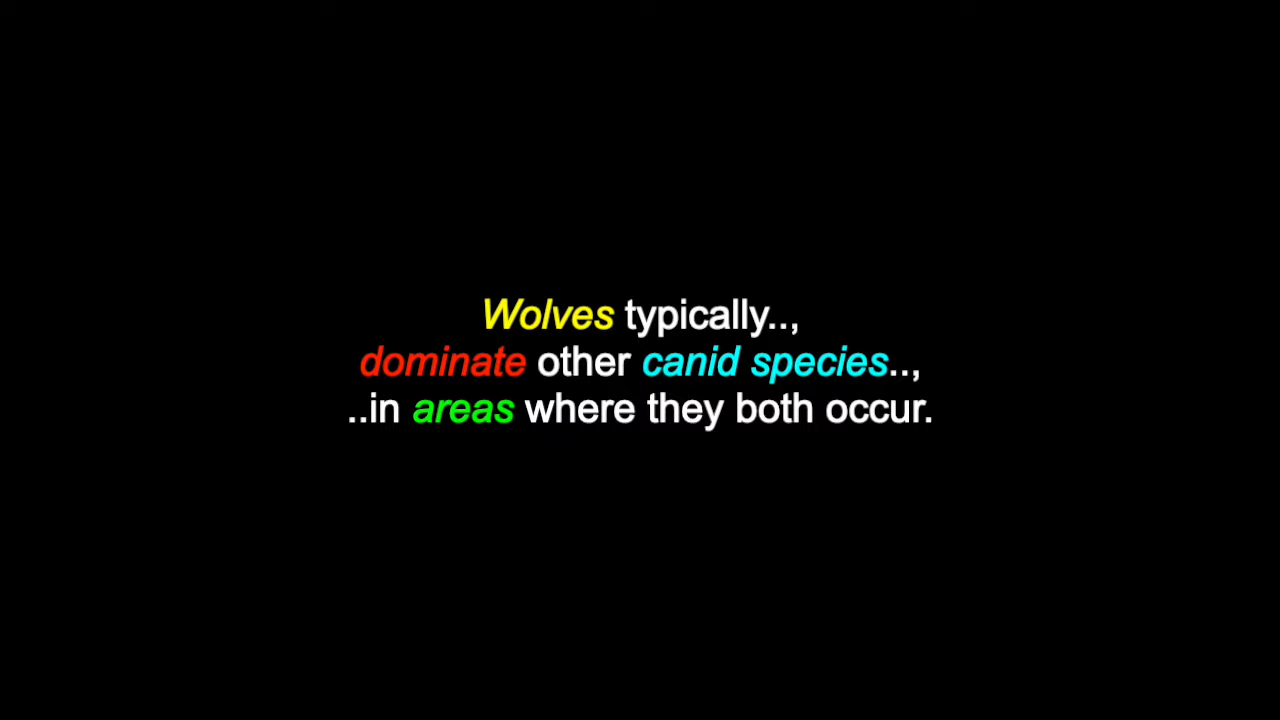 Wolves typically..,
dominate other canid species..,
..in areas where they both occur.